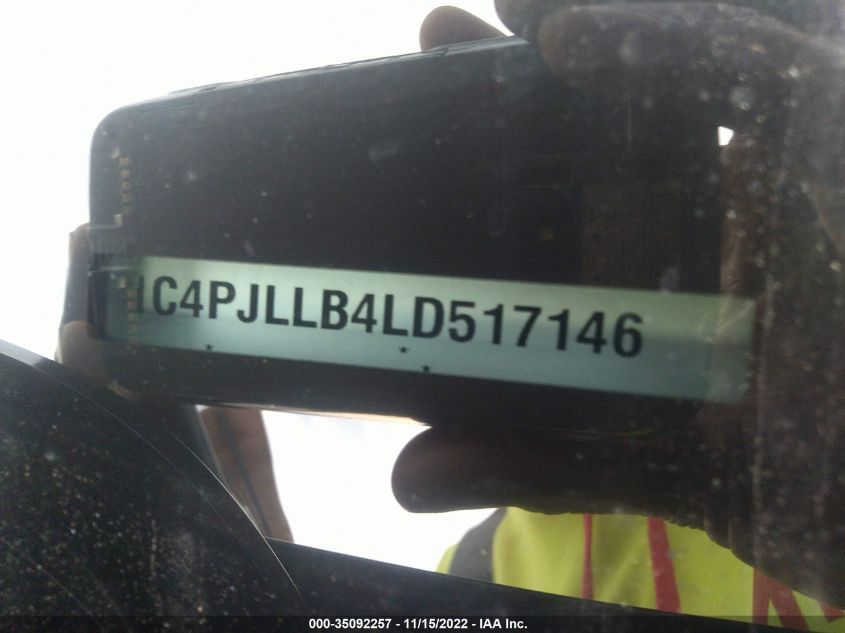 1C4PJLLB4LD517146
000-35092257 - 11/15/2022 - IAA Inc.